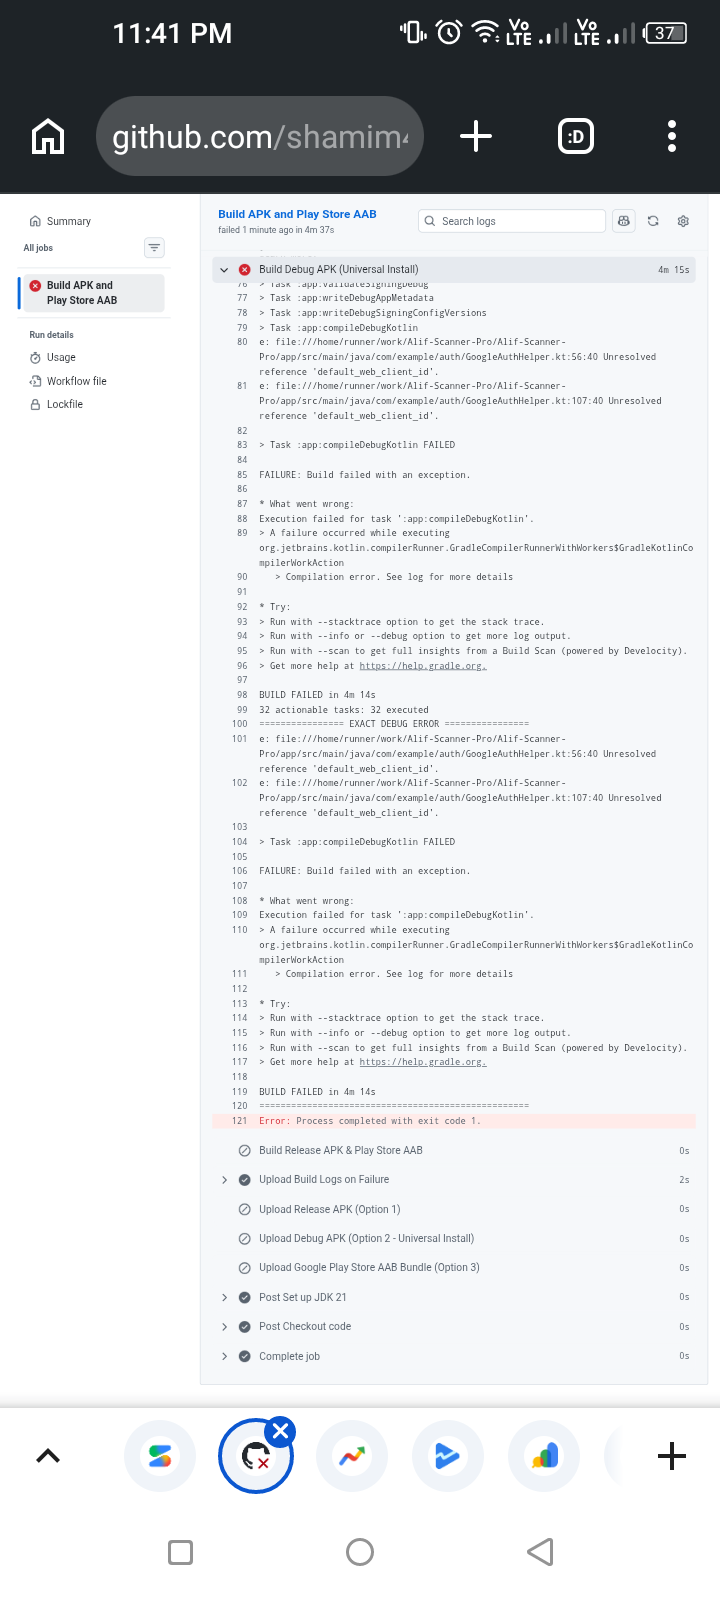 11:41 PM
Vo LTE
Vo LTE
37
github.com/shamim
:D
Summary
All jobs
Build APK and
Play Store AAB
Run details
Usage
Workflow file
Lockfile
Build APK and Play Store AAB
failed 1 minute ago in 4m 37s
Search logs
Build Debug APK (Universal Install) 4m 15s
76 > Task :app:validateSigningDebug
77 > Task :app:writeDebugAppMetadata
78 > Task :app:writeDebugSigningConfigVersions
79 > Task :app:compileDebugKotlin
80 e: file:///home/runner/work/Alif-Scanner-Pro/Alif-Scanner-
Pro/app/src/main/java/com/example/auth/GoogleAuthHelper.kt:56:40 Unresolved
reference 'default_web_client_id'.
81 e: file:///home/runner/work/Alif-Scanner-Pro/Alif-Scanner-
Pro/app/src/main/java/com/example/auth/GoogleAuthHelper.kt:107:40 Unresolved
reference 'default_web_client_id'.
82
83 > Task :app:compileDebugKotlin FAILED
84
85 FAILURE: Build failed with an exception.
86
87 * What went wrong:
88 Execution failed for task ':app:compileDebugKotlin'.
89 > A failure occurred while executing
org.jetbrains.kotlin.compilerRunner.GradleCompilerRunnerWithWorkers$GradleKotlinCo
mpilerWorkAction
90 > Compilation error. See log for more details
91
92 * Try:
93 > Run with --stacktrace option to get the stack trace.
94 > Run with --info or --debug option to get more log output.
95 > Run with --scan to get full insights from a Build Scan (powered by Develocity).
96 > Get more help at https://help.gradle.org.
97
98 BUILD FAILED in 4m 14s
99 32 actionable tasks: 32 executed
100 ================ EXACT DEBUG ERROR ================
101 e: file:///home/runner/work/Alif-Scanner-Pro/Alif-Scanner-
Pro/app/src/main/java/com/example/auth/GoogleAuthHelper.kt:56:40 Unresolved
reference 'default_web_client_id'.
102 e: file:///home/runner/work/Alif-Scanner-Pro/Alif-Scanner-
Pro/app/src/main/java/com/example/auth/GoogleAuthHelper.kt:107:40 Unresolved
reference 'default_web_client_id'.
103
104 > Task :app:compileDebugKotlin FAILED
105
106 FAILURE: Build failed with an exception.
107
108 * What went wrong:
109 Execution failed for task ':app:compileDebugKotlin'.
110 > A failure occurred while executing
org.jetbrains.kotlin.compilerRunner.GradleCompilerRunnerWithWorkers$GradleKotlinCo
mpilerWorkAction
111 > Compilation error. See log for more details
112
113 * Try:
114 > Run with --stacktrace option to get the stack trace.
115 > Run with --info or --debug option to get more log output.
116 > Run with --scan to get full insights from a Build Scan (powered by Develocity).
117 > Get more help at https://help.gradle.org.
118
119 BUILD FAILED in 4m 14s
120 ===================================================
121 Error: Process completed with exit code 1.
Build Release APK & Play Store AAB 0s
Upload Build Logs on Failure 2s
Upload Release APK (Option 1) 0s
Upload Debug APK (Option 2 - Universal Install) 0s
Upload Google Play Store AAB Bundle (Option 3) 0s
Post Set up JDK 21 0s
Post Checkout code 0s
Complete job 0s